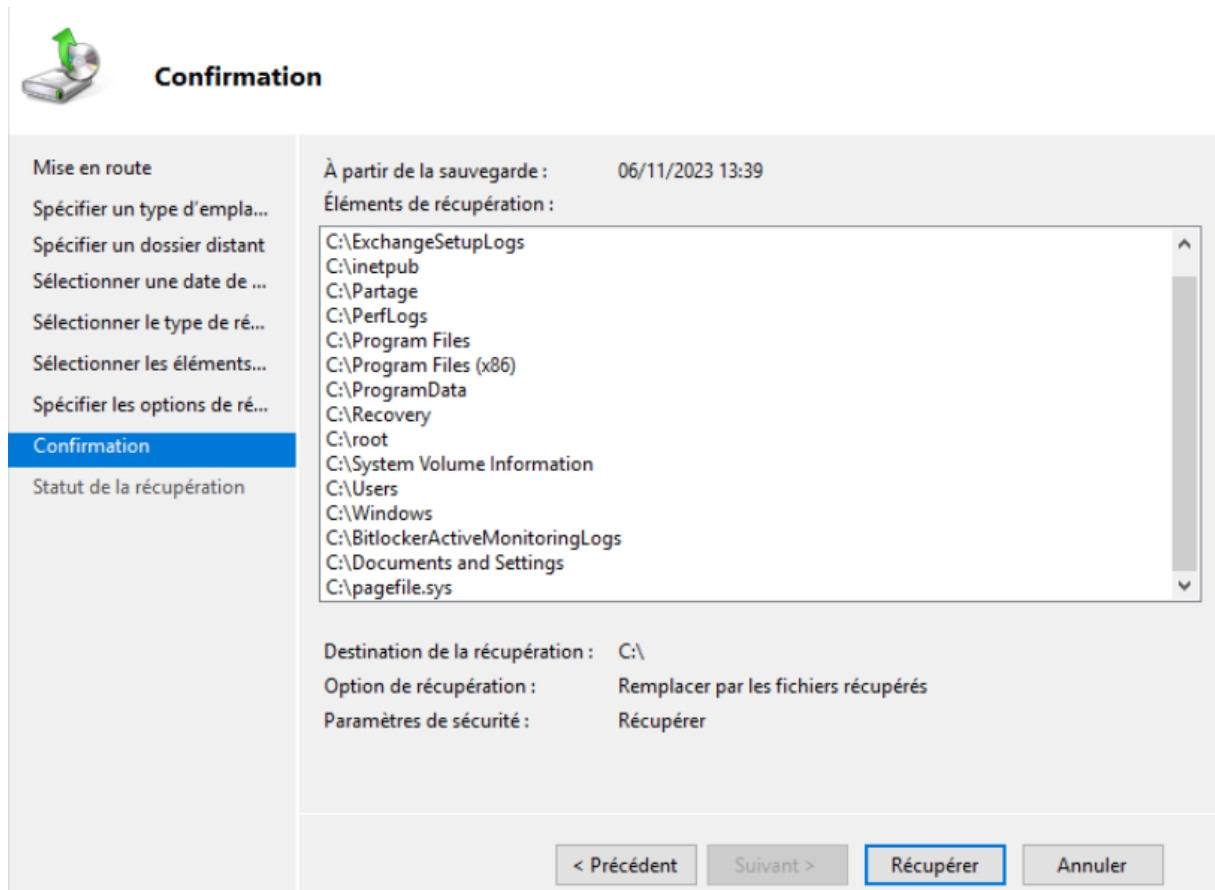 Confirmation
Mise en route
Spécifier un type d'empla...
Spécifier un dossier distant
Sélectionner une date de ...
Sélectionner le type de ré...
Sélectionner les éléments...
Spécifier les options de ré...
Confirmation
Statut de la récupération
À partir de la sauvegarde : 06/11/2023 13:39
Éléments de récupération :
C:\ExchangeSetupLogs
C:\inetpub
C:\Partage
C:\PerfLogs
C:\Program Files
C:\Program Files (x86)
C:\ProgramData
C:\Recovery
C:\root
C:\System Volume Information
C:\Users
C:\Windows
C:\BitlockerActiveMonitoringLogs
C:\Documents and Settings
C:\pagefile.sys
Destination de la récupération : C:\
Option de récupération : Remplacer par les fichiers récupérés
Paramètres de sécurité : Récupérer
< Précédent Suivant > Récupérer Annuler